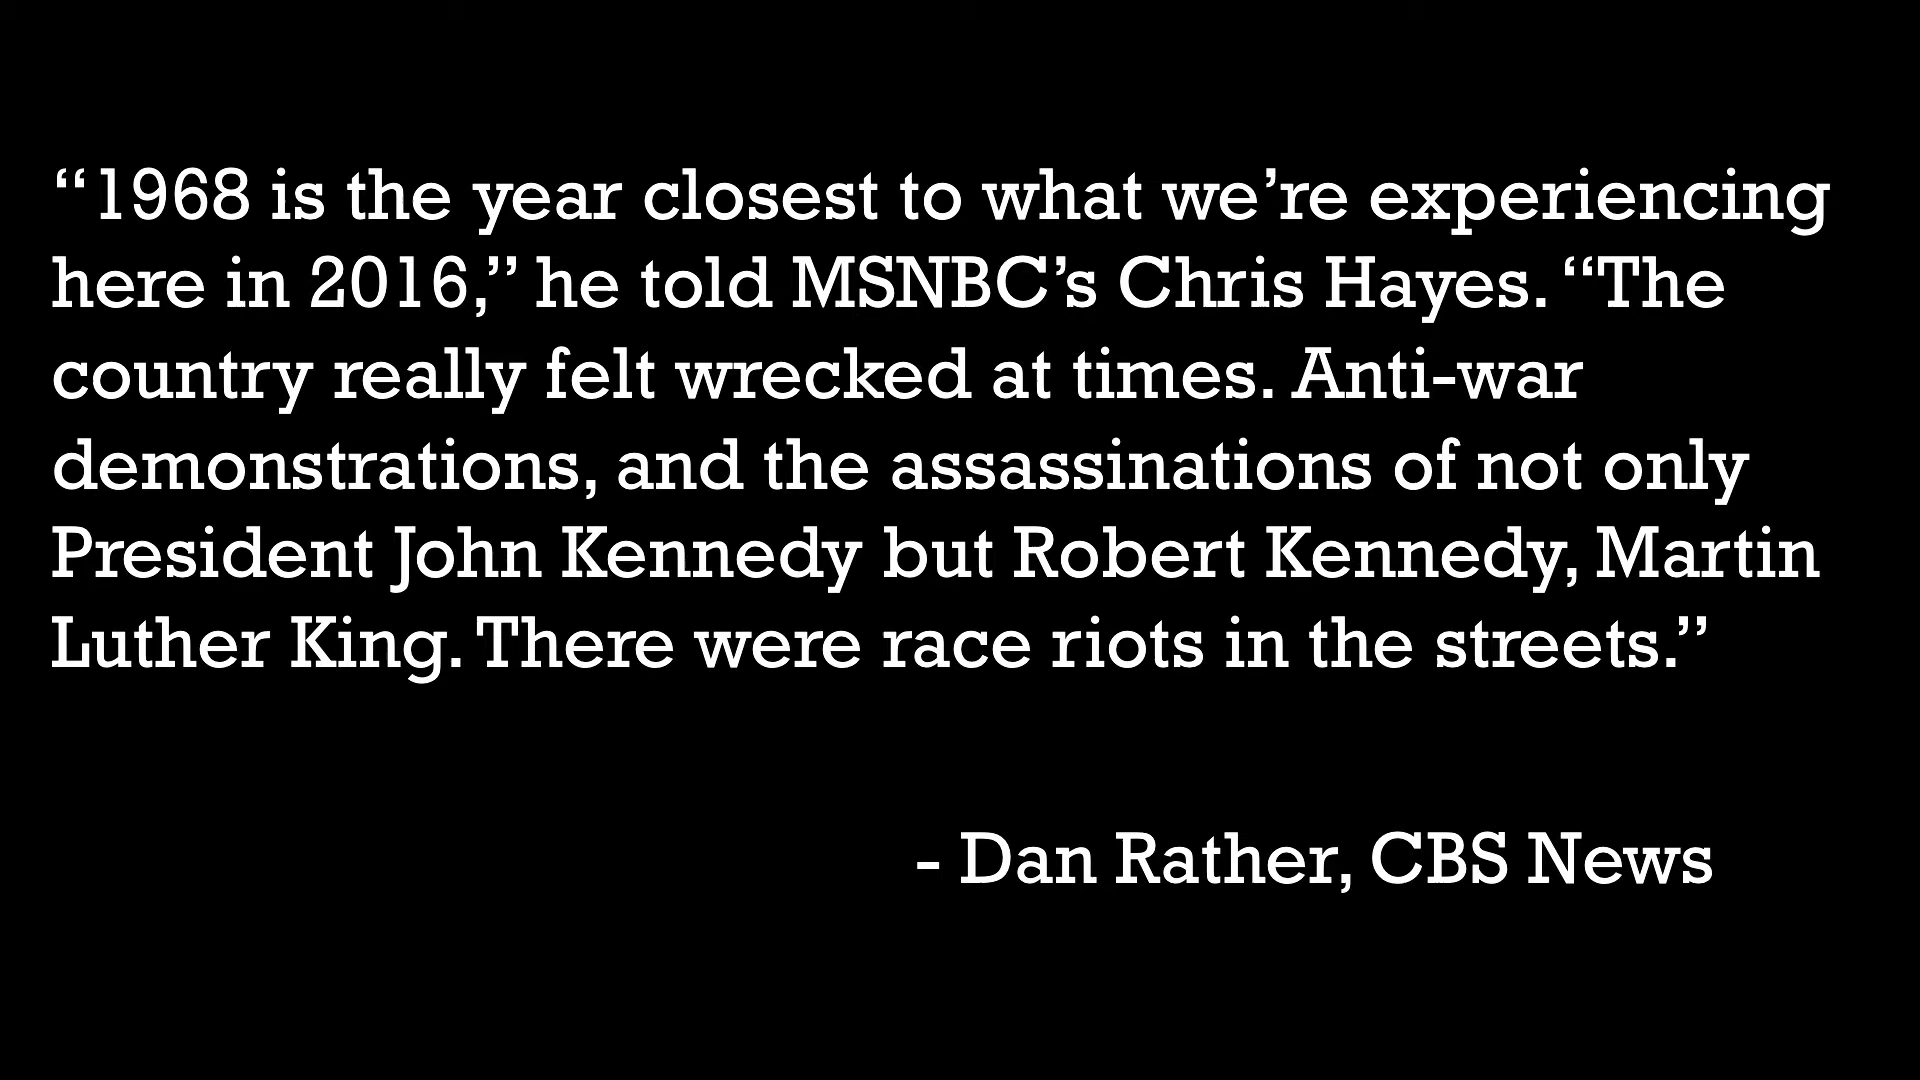 “1968 is the year closest to what we’re experiencing
here in 2016,” he told MSNBC’s Chris Hayes. “The
country really felt wrecked at times. Anti-war
demonstrations, and the assassinations of not only
President John Kennedy but Robert Kennedy, Martin
Luther King. There were race riots in the streets.”
- Dan Rather, CBS News